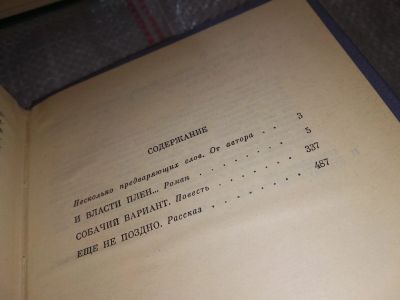 СОДЕРЖАНИЕ
Несколько предваряющих слов. От автора . . 3
И ВЛАСТИ ПЛЕН... Роман . . . . . . . 5
СОБАЧИЙ ВАРИАНТ. Повесть . . . . . . 337
ЕЩЕ НЕ ПОЗДНО. Рассказ . . . . . . . 487